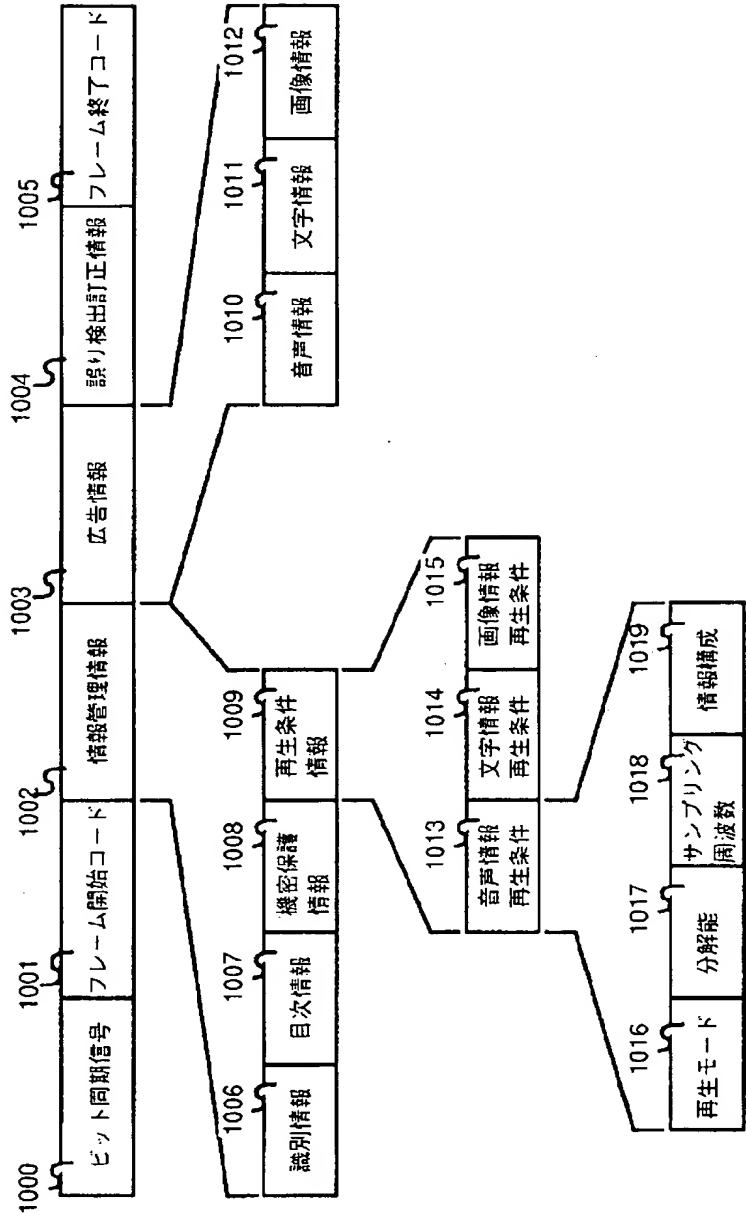 1000
1001
1002
1003
1004
1005
ビット同期信号
フレーム開始コード
情報管理情報
広告情報
誤り検出訂正情報
フレーム終了コード
1006
1007
1008
1009
識別情報
目次情報
機密保護
情報
再生条件
情報
1010
1011
1012
音声情報
文字情報
画像情報
1013
1014
1015
音声情報
再生条件
文字情報
再生条件
画像情報
再生条件
1016
1017
1018
1019
再生モード
分解能
サンプリング
周波数
情報構成